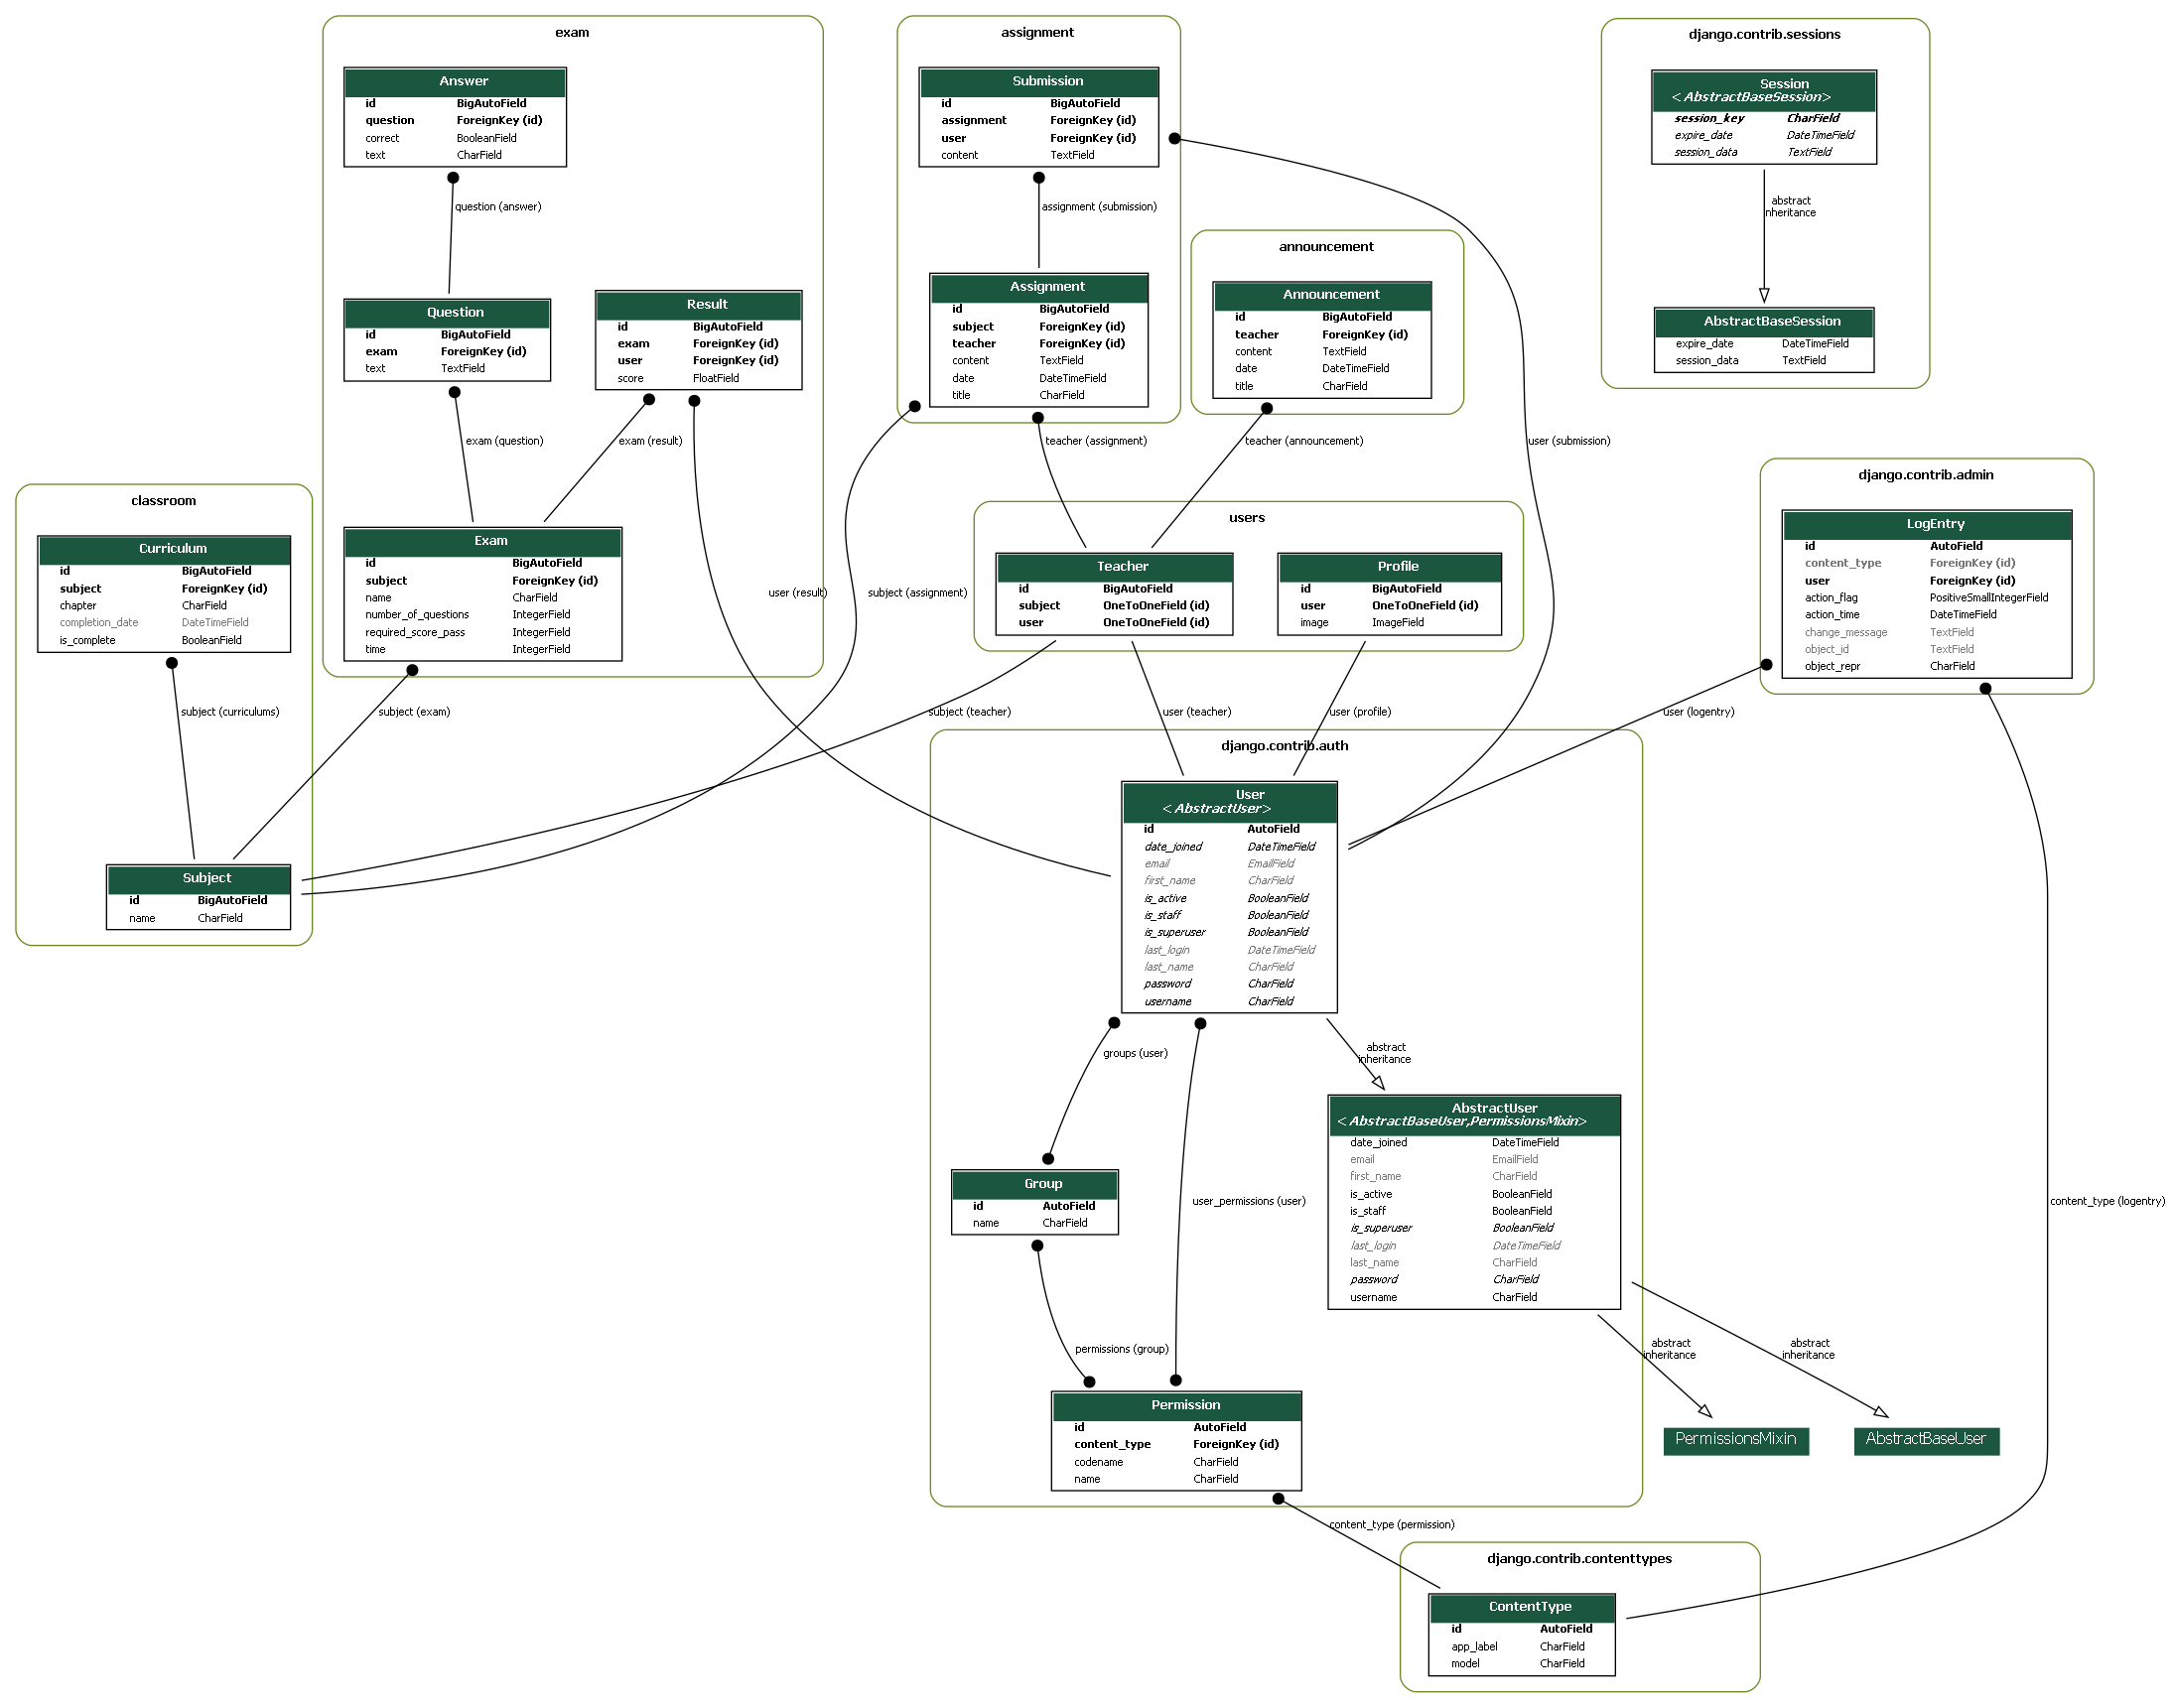 exam
Answer
id BigAutoField
question ForeignKey (id)
correct BooleanField
text CharField
question (answer)
Question
id BigAutoField
exam ForeignKey (id)
text TextField
Result
id BigAutoField
exam ForeignKey (id)
user ForeignKey (id)
score FloatField
exam (question)
exam (result)
Exam
id BigAutoField
subject ForeignKey (id)
name CharField
number_of_questions IntegerField
required_score_pass IntegerField
time IntegerField
user (result)
subject (exam)
classroom
Curriculum
id BigAutoField
subject ForeignKey (id)
chapter CharField
completion_date DateTimeField
is_complete BooleanField
subject (curriculums)
Subject
id BigAutoField
name CharField
assignment
Submission
id BigAutoField
assignment ForeignKey (id)
user ForeignKey (id)
content TextField
assignment (submission)
Assignment
id BigAutoField
subject ForeignKey (id)
teacher ForeignKey (id)
content TextField
date DateTimeField
title CharField
teacher (assignment)
subject (assignment)
announcement
Announcement
id BigAutoField
teacher ForeignKey (id)
content TextField
date DateTimeField
title CharField
teacher (announcement)
user (submission)
users
Teacher
id BigAutoField
subject OneToOneField (id)
user OneToOneField (id)
Profile
id BigAutoField
user OneToOneField (id)
image ImageField
subject (teacher)
user (teacher)
user (profile)
django.contrib.sessions
Session
<AbstractBaseSession>
session_key CharField
expire_date DateTimeField
session_data TextField
abstract
inheritance
AbstractBaseSession
expire_date DateTimeField
session_data TextField
django.contrib.admin
LogEntry
id AutoField
content_type ForeignKey (id)
user ForeignKey (id)
action_flag PositiveSmallIntegerField
action_time DateTimeField
change_message TextField
object_id TextField
object_repr CharField
user (logentry)
content_type (logentry)
django.contrib.auth
User
<AbstractUser>
id AutoField
date_joined DateTimeField
email EmailField
first_name CharField
is_active BooleanField
is_staff BooleanField
is_superuser BooleanField
last_login DateTimeField
last_name CharField
password CharField
username CharField
groups (user)
abstract
inheritance
AbstractUser
<AbstractBaseUser,PermissionsMixin>
date_joined DateTimeField
email EmailField
first_name CharField
is_active BooleanField
is_staff BooleanField
is_superuser BooleanField
last_login DateTimeField
last_name CharField
password CharField
username CharField
Group
id AutoField
name CharField
user_permissions (user)
permissions (group)
Permission
id AutoField
content_type ForeignKey (id)
codename CharField
name CharField
abstract
inheritance
abstract
inheritance
PermissionsMixin
AbstractBaseUser
content_type (permission)
django.contrib.contenttypes
ContentType
id AutoField
app_label CharField
model CharField